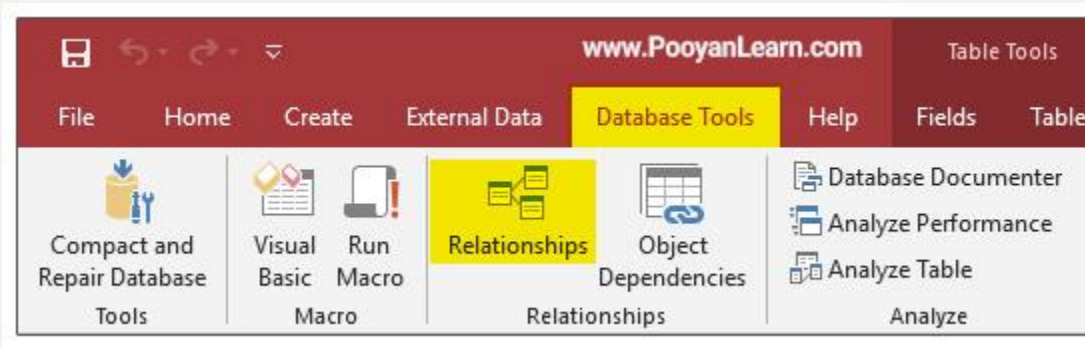 www.PooyanLearn.com
Table Tools
File Home Create External Data Database Tools Help Fields Table
Compact and
Repair Database
Visual
Basic
Run
Macro
Relationships
Object
Dependencies
Database Documenter
Analyze Performance
Analyze Table
Tools Macro Relationships Analyze